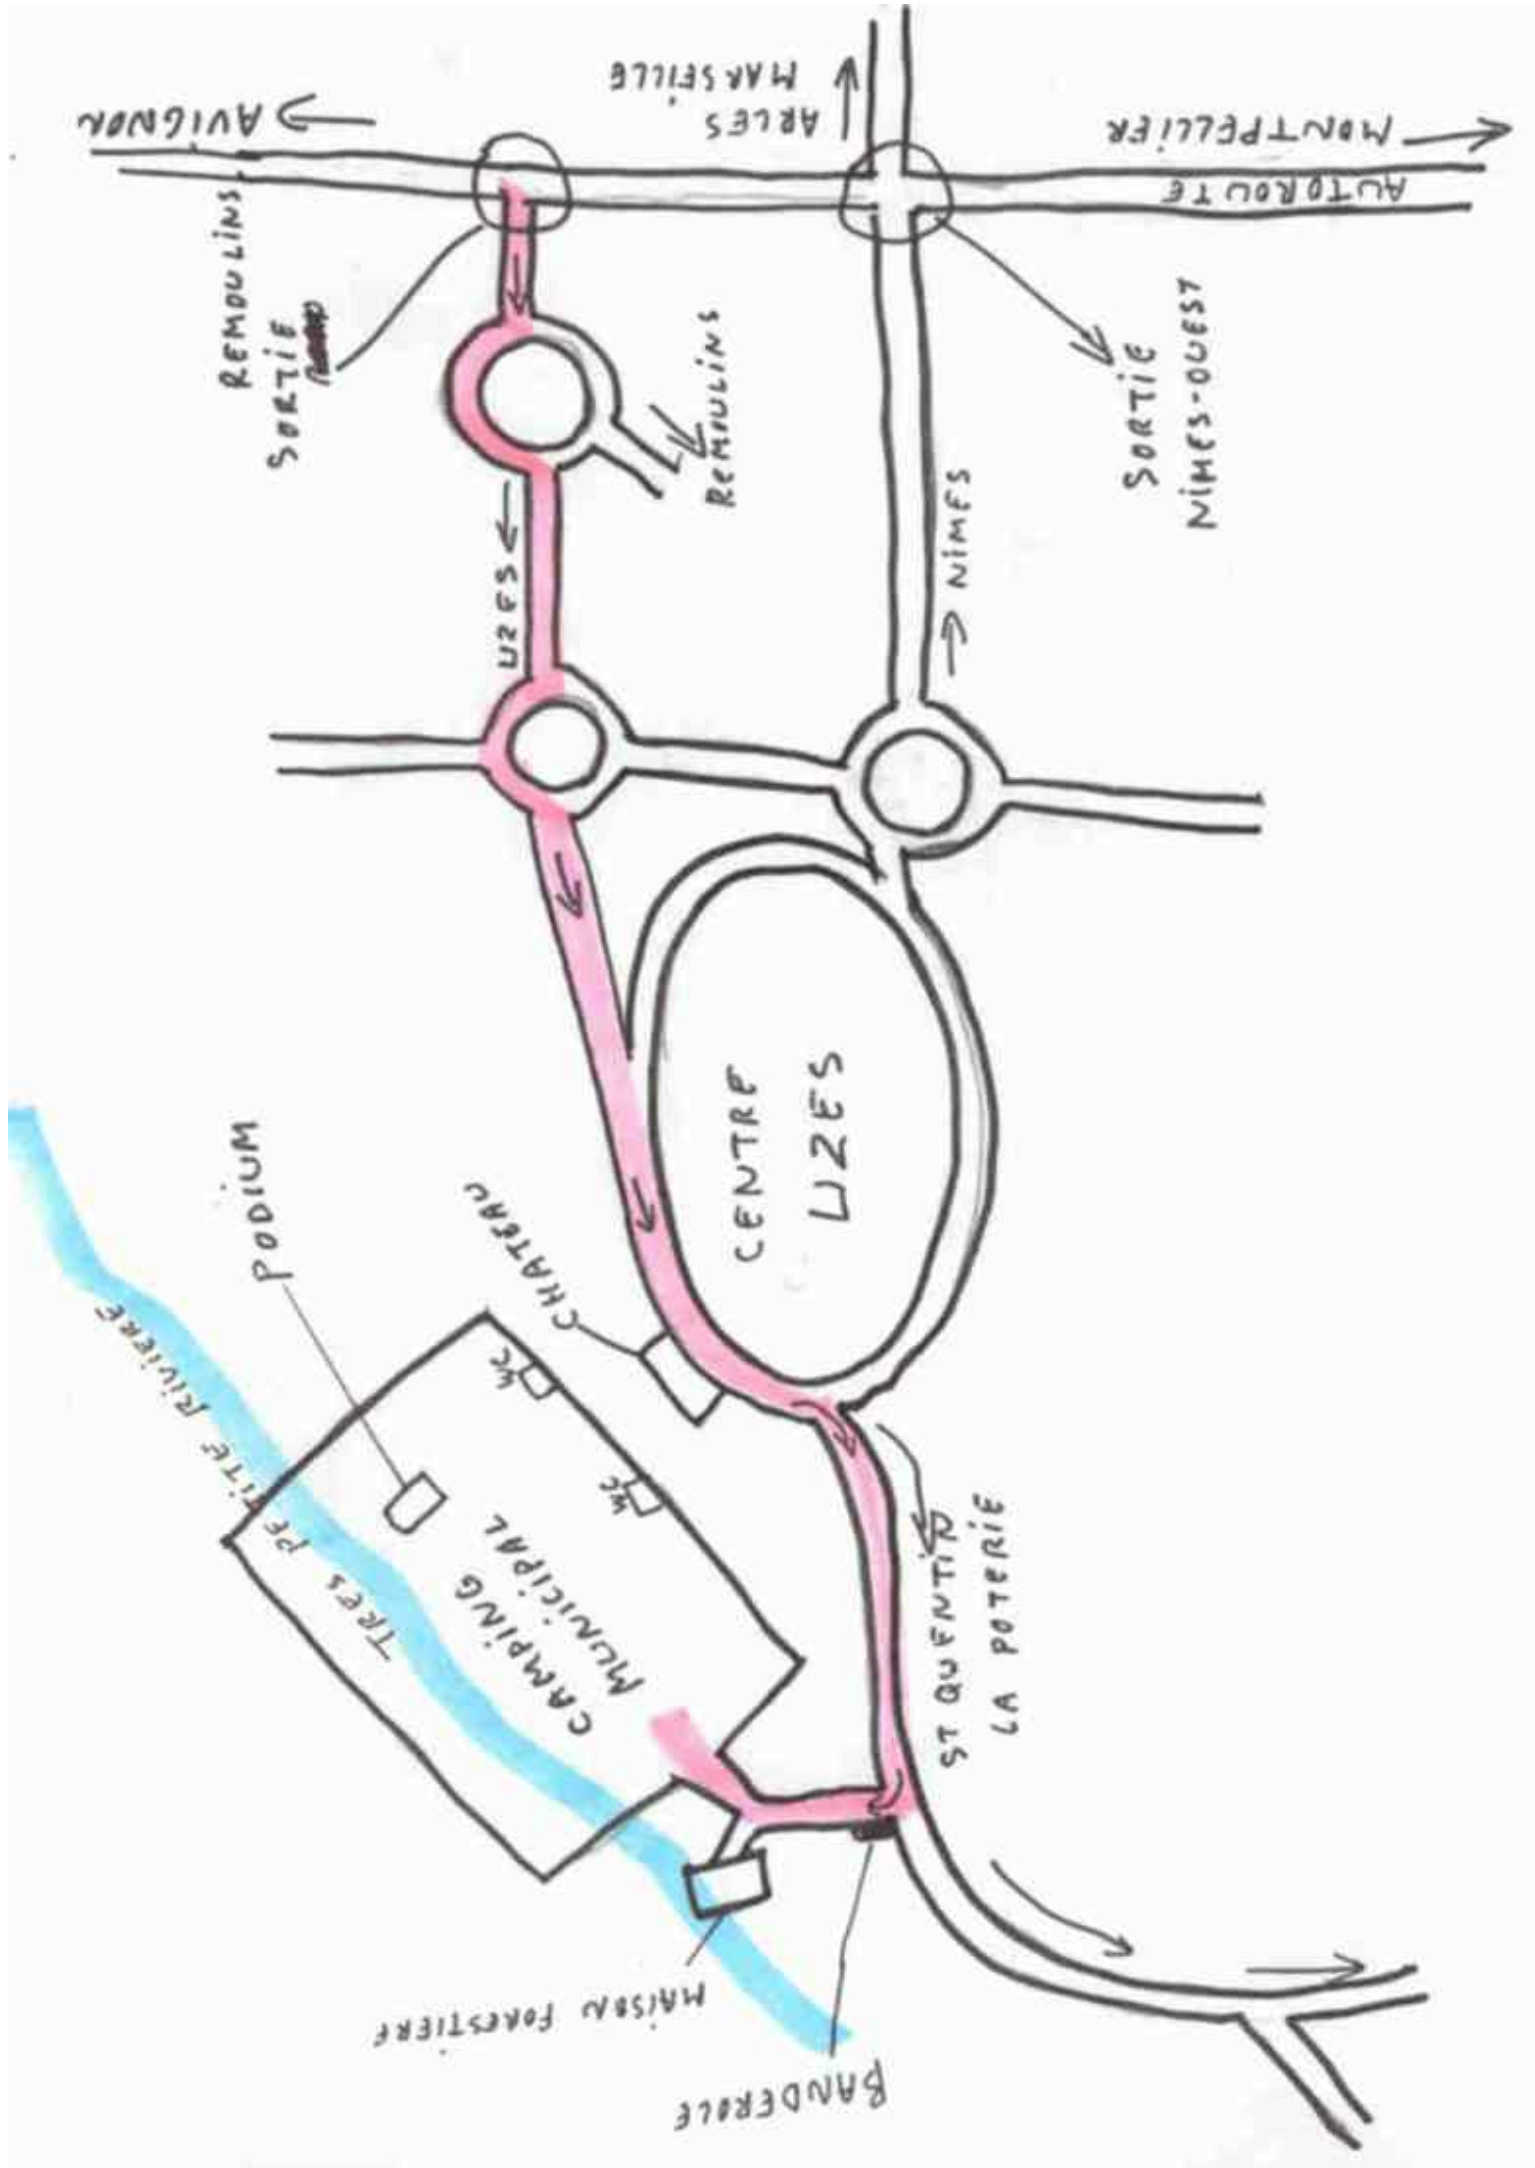 AVIGNON
ARLES
MARSEILLE
MONTPELLIER
AUTOROUTE
SORTIE
REMOULINS
REMOULINS
SORTIE
NIMES-OUEST
UZES
NIMES
CENTRE
UZES
CHATEAU
PODIUM
WC
WC
CAMPING
MUNICIPAL
TRES PETITE RIVIERE
ST QUENTIN
LA POTERIE
MAISON FORESTIERE
BANDEROLE